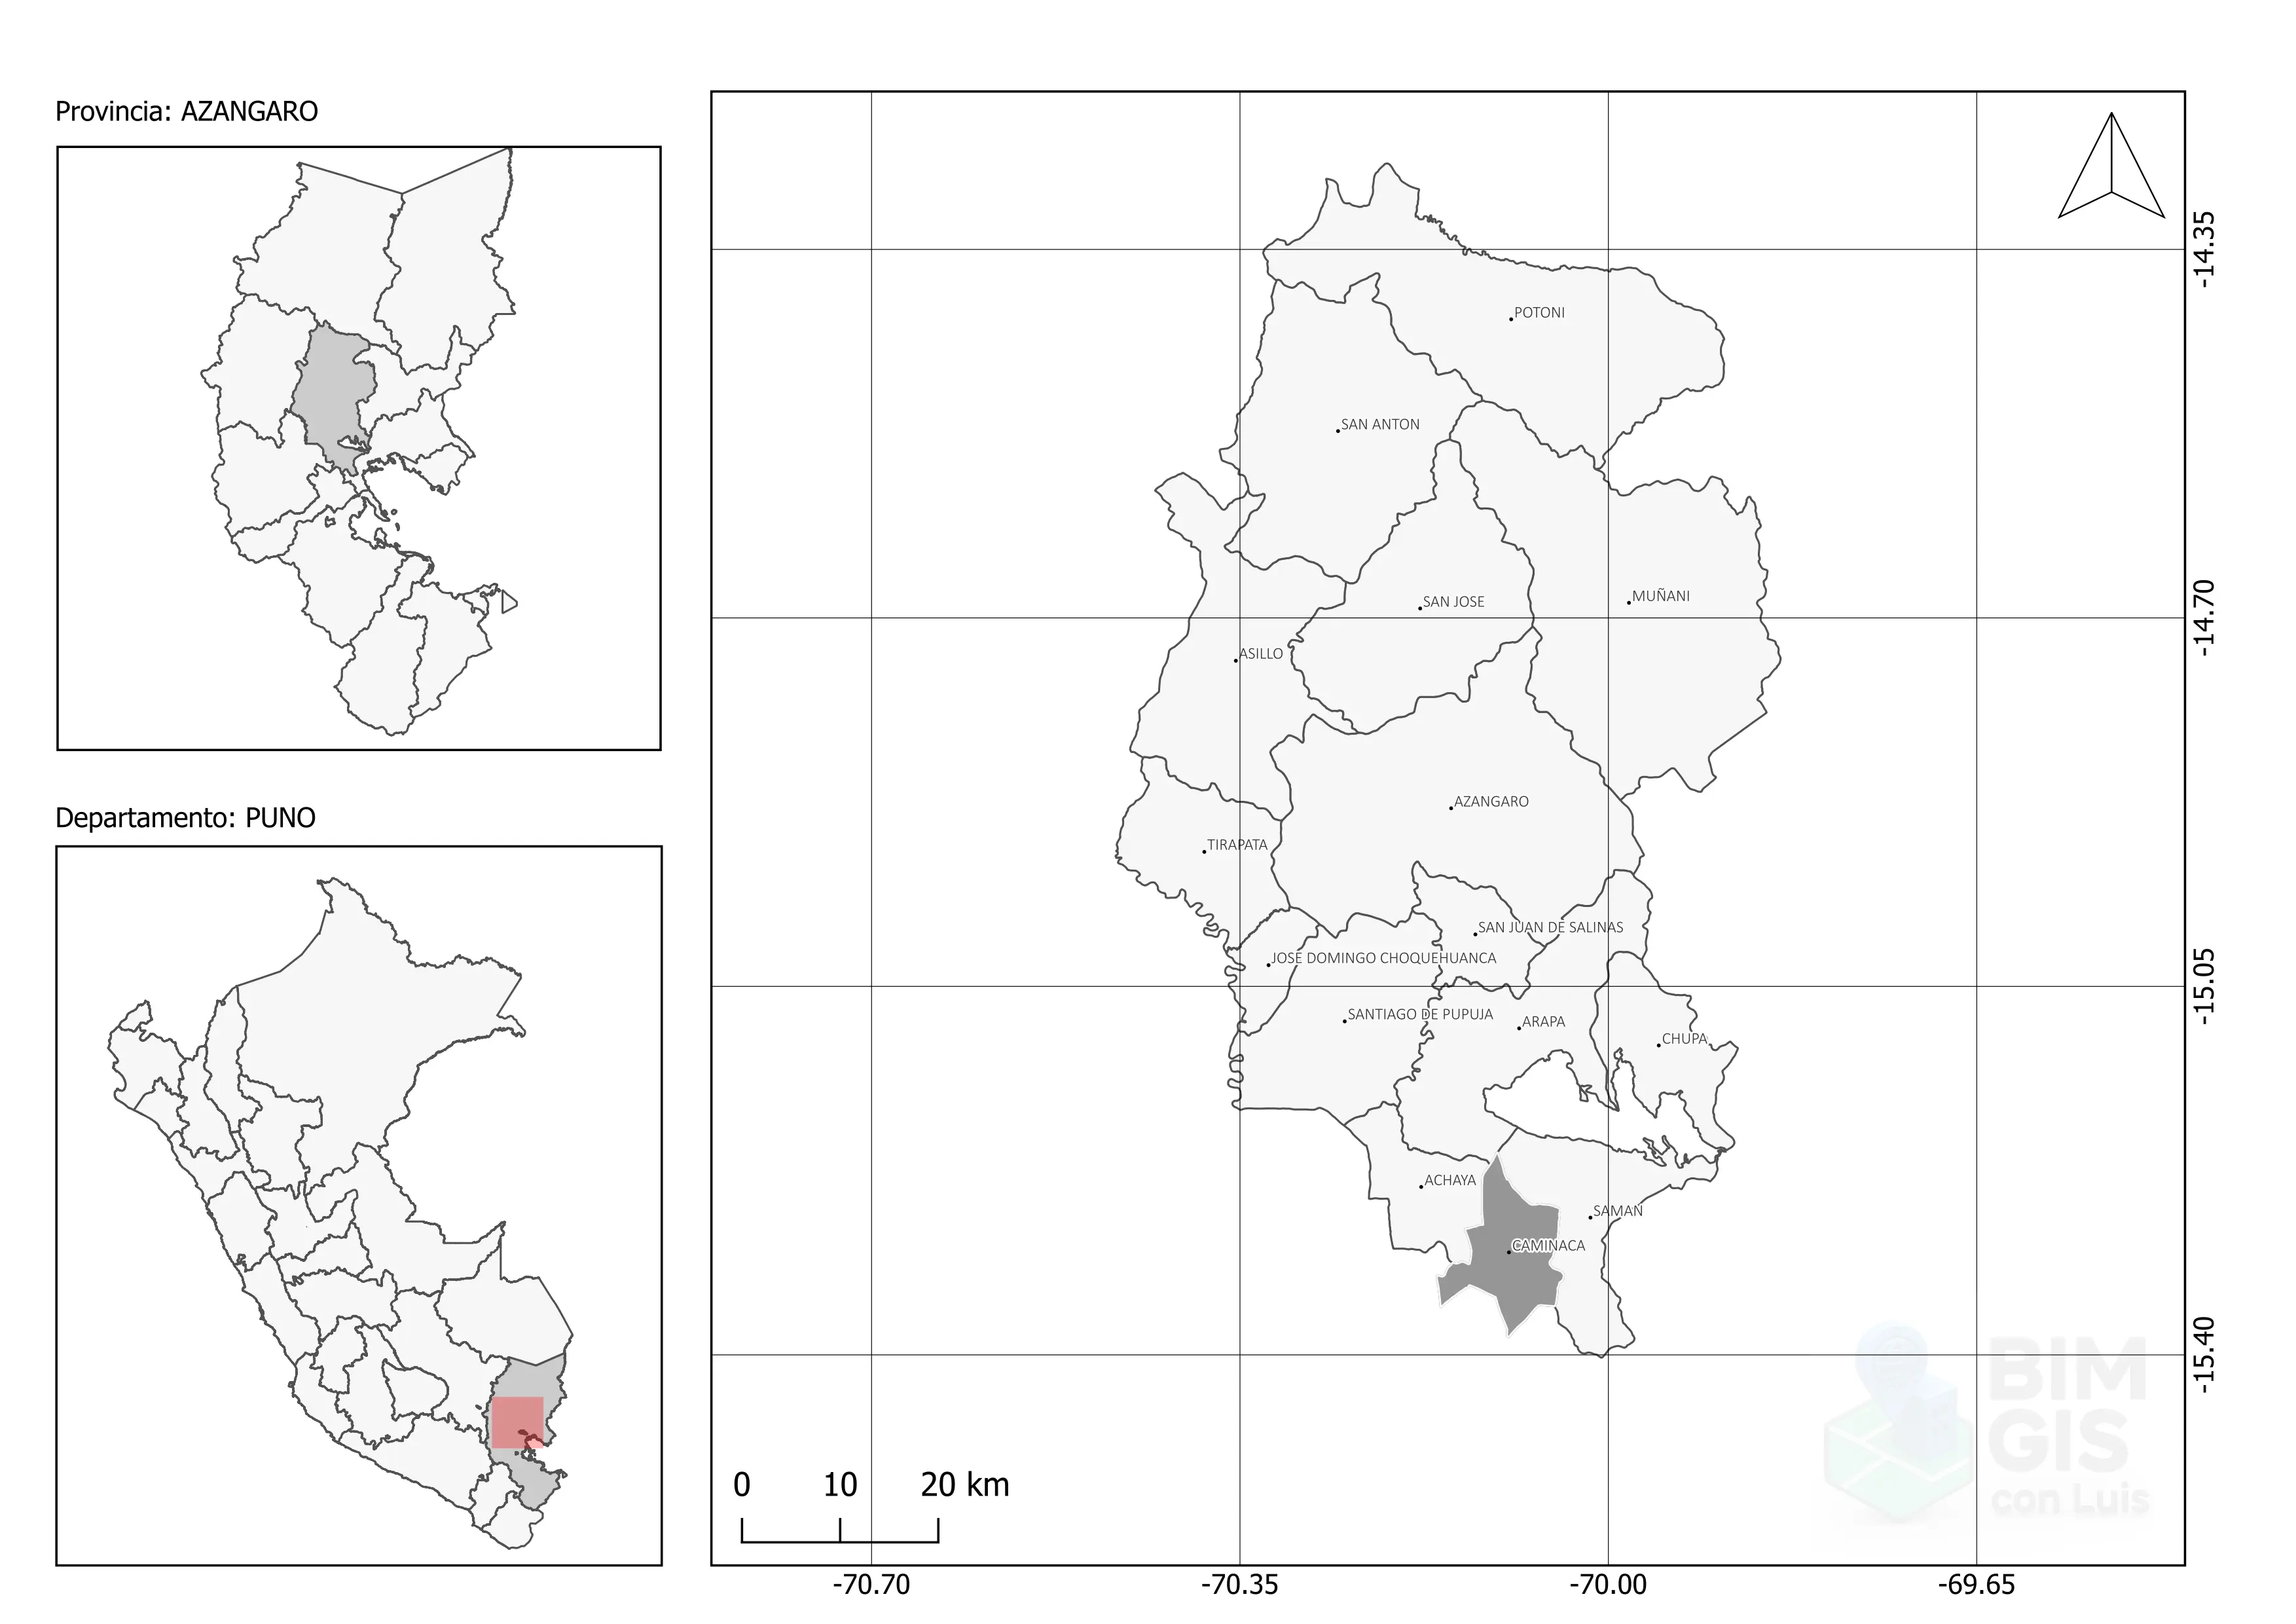 Provincia: AZANGARO
Departamento: PUNO
POTONI
SAN ANTON
SAN JOSE
MUÑANI
ASILLO
AZANGARO
TIRAPATA
SAN JUAN DE SALINAS
JOSE DOMINGO CHOQUEHUANCA
SANTIAGO DE PUPUJA
ARAPA
CHUPA
ACHAYA
SAMAN
CAMINACA
-14.35
-14.70
-15.05
-15.40
0 10 20 km
BIM
GIS
con Luis
-70.70 -70.35 -70.00 -69.65